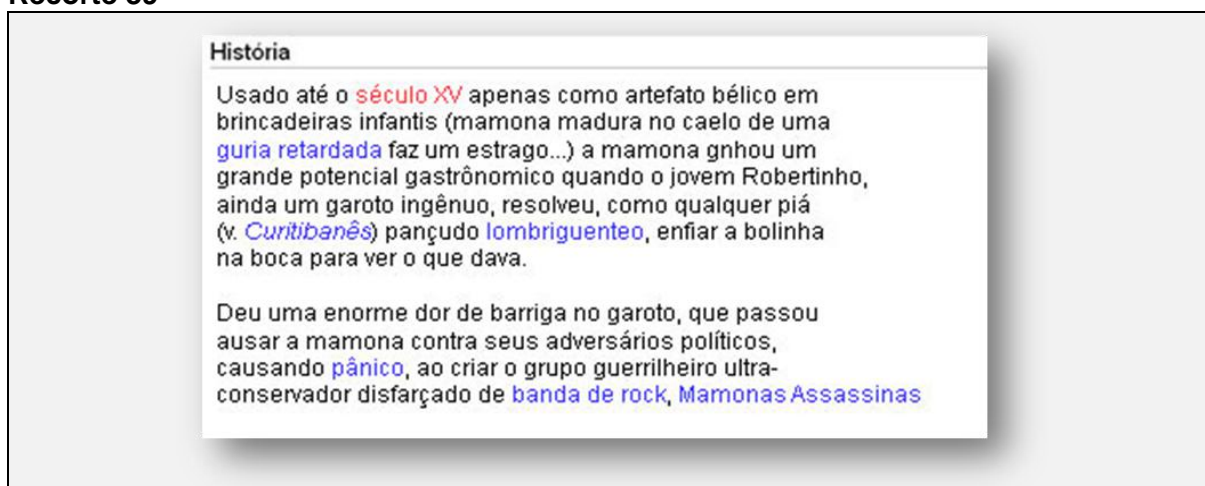 História
Usado até o século XV apenas como artefato bélico em
brincadeiras infantis (mamona madura no caelo de uma
guria retardada faz um estrago...) a mamona gnhou um
grande potencial gastrônomico quando o jovem Robertinho,
ainda um garoto ingênuo, resolveu, como qualquer piá
(v. Curitibanês) pançudo lombriguenteo, enfiar a bolinha
na boca para ver o que dava.
Deu uma enorme dor de barriga no garoto, que passou
ausar a mamona contra seus adversários políticos,
causando pânico, ao criar o grupo guerrilheiro ultra-
conservador disfarçado de banda de rock, Mamonas Assassinas